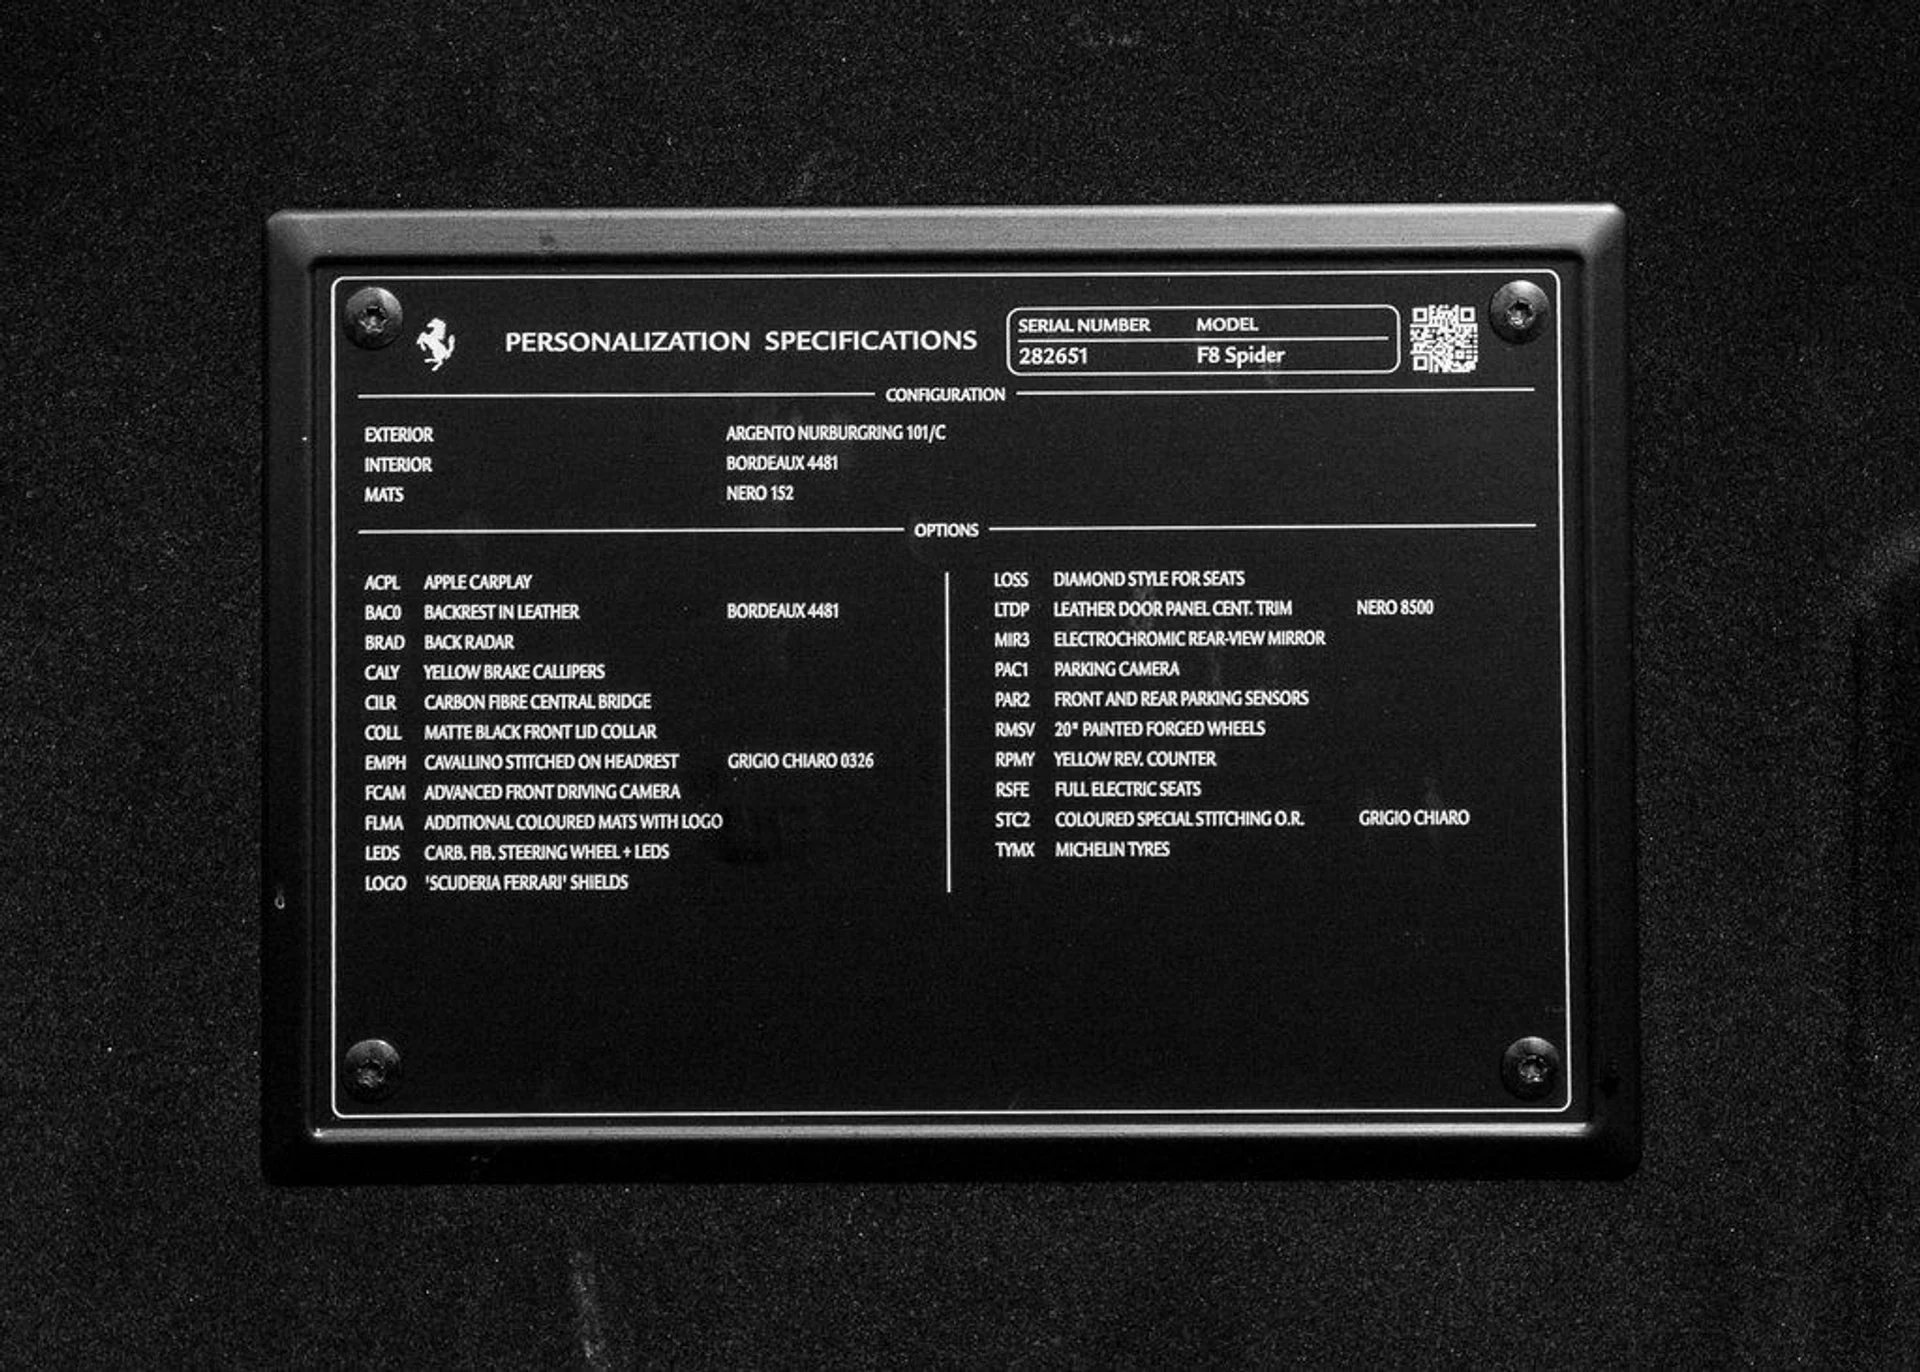 PERSONALIZATION SPECIFICATIONS
SERIAL NUMBER MODEL
282651 F8 Spider
CONFIGURATION
EXTERIOR ARGENTO NURBURGRING 101/C
INTERIOR BORDEAUX 4481
MATS NERO 152
OPTIONS
ACPL APPLE CARPLAY
BAC0 BACKREST IN LEATHER BORDEAUX 4481
BRAD BACK RADAR
CALY YELLOW BRAKE CALLIPERS
CILR CARBON FIBRE CENTRAL BRIDGE
COLL MATTE BLACK FRONT LID COLLAR
EMPH CAVALLINO STITCHED ON HEADREST GRIGIO CHIARO 0326
FCAM ADVANCED FRONT DRIVING CAMERA
FLMA ADDITIONAL COLOURED MATS WITH LOGO
LEDS CARB. FIB. STEERING WHEEL + LEDS
LOGO 'SCUDERIA FERRARI' SHIELDS
LOSS DIAMOND STYLE FOR SEATS
LTDP LEATHER DOOR PANEL CENT. TRIM NERO 8500
MIR3 ELECTROCHROMIC REAR-VIEW MIRROR
PAC1 PARKING CAMERA
PAR2 FRONT AND REAR PARKING SENSORS
RMSV 20" PAINTED FORGED WHEELS
RPMY YELLOW REV. COUNTER
RSFE FULL ELECTRIC SEATS
STC2 COLOURED SPECIAL STITCHING O.R. GRIGIO CHIARO
TYMX MICHELIN TYRES